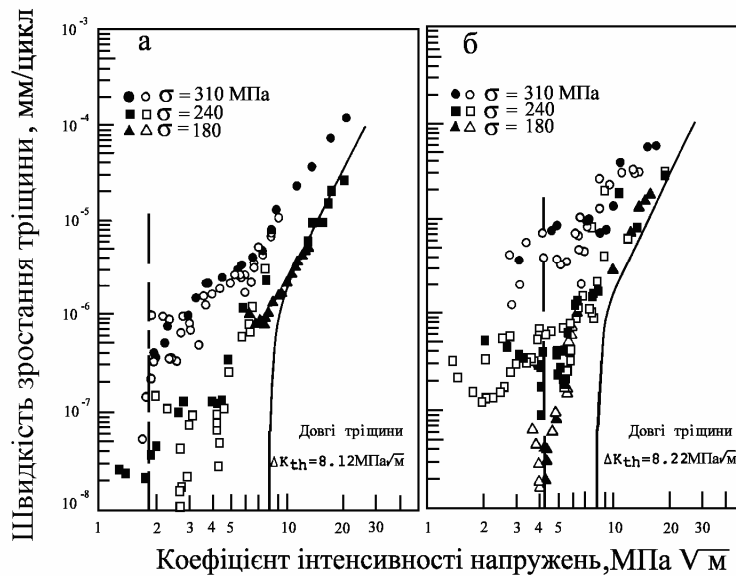 Швидкість зростання тріщини, мм/цикл
10⁻³
10⁻⁴
10⁻⁵
10⁻⁶
10⁻⁷
10⁻⁸
а
σ = 310 МПа
σ = 240
σ = 180
Довгі тріщини
ΔKth=8.12МПа√м
1 2 3 4 5 10 20 30
б
σ = 310 МПа
σ = 240
σ = 180
Довгі тріщини
ΔKth=8.22МПа√м
1 2 3 4 5 10 20 30
Коефіцієнт інтенсивності напружень,МПа √м